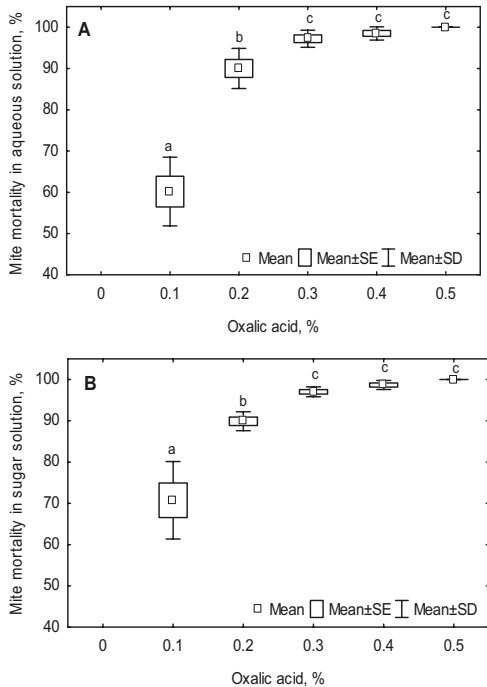 A
Mite mortality in aqueous solution, %
100
90
80
70
60
50
40
a
b
c
c
c
Mean Mean±SE Mean±SD
0 0.1 0.2 0.3 0.4 0.5
Oxalic acid, %
B
Mite mortality in sugar solution, %
100
90
80
70
60
50
40
a
b
c
c
c
Mean Mean±SE Mean±SD
0 0.1 0.2 0.3 0.4 0.5
Oxalic acid, %